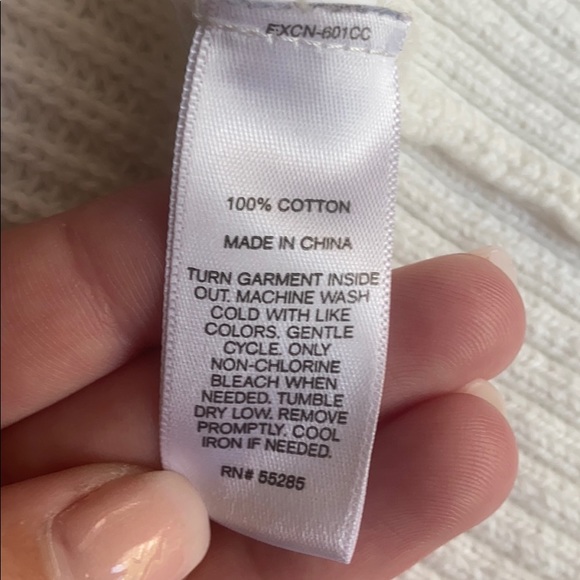 EXCN-601CC
100% COTTON
MADE IN CHINA
TURN GARMENT INSIDE
OUT. MACHINE WASH
COLD WITH LIKE
COLORS. GENTLE
CYCLE. ONLY
NON-CHLORINE
BLEACH WHEN
NEEDED. TUMBLE
DRY LOW. REMOVE
PROMPTLY. COOL
IRON IF NEEDED.
RN# 55285